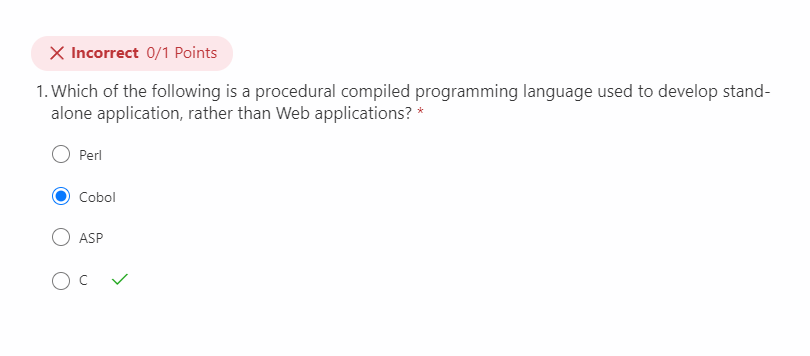 Incorrect 0/1 Points
1. Which of the following is a procedural compiled programming language used to develop stand-
alone application, rather than Web applications? *
Perl
Cobol
ASP
C